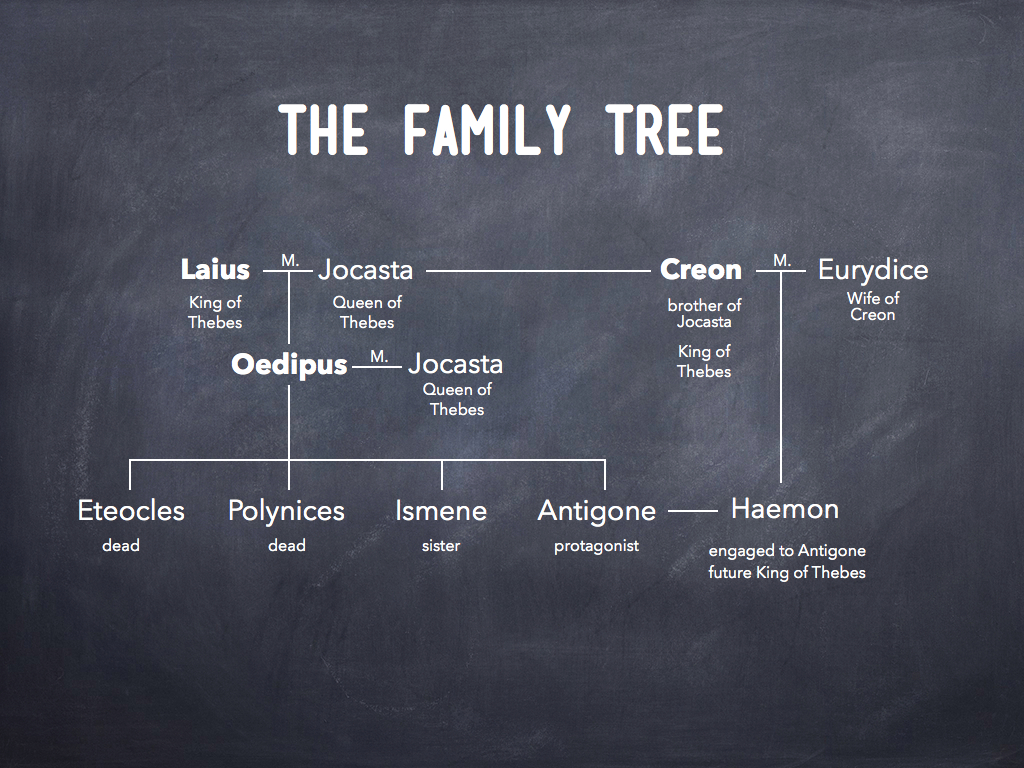 THE FAMILY TREE
Laius M. Jocasta Creon M. Eurydice
King of
Thebes
Queen of
Thebes
brother of
Jocasta
King of
Thebes
Wife of
Creon
Oedipus M. Jocasta
Queen of
Thebes
Eteocles Polynices Ismene Antigone Haemon
dead
dead
sister
protagonist
engaged to Antigone
future King of Thebes